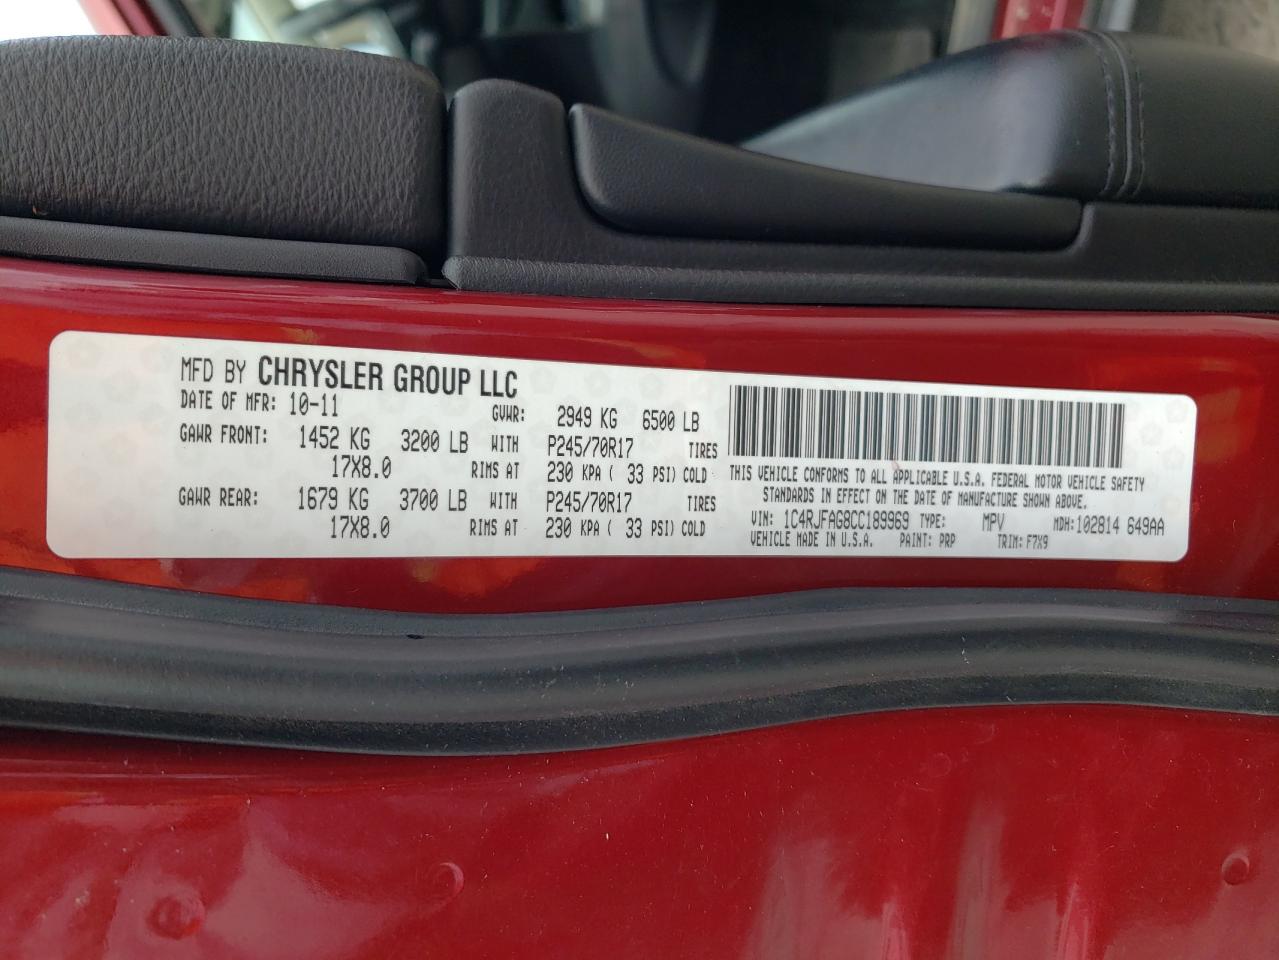 MFD BY CHRYSLER GROUP LLC
DATE OF MFR: 10-11 GVWR: 2949 KG 6500 LB
GAWR FRONT: 1452 KG 3200 LB WITH P245/70R17 TIRES
17X8.0 RIMS AT 230 KPA ( 33 PSI) COLD
GAWR REAR: 1679 KG 3700 LB WITH P245/70R17 TIRES
17X8.0 RIMS AT 230 KPA ( 33 PSI) COLD
THIS VEHICLE CONFORMS TO ALL APPLICABLE U.S.A. FEDERAL MOTOR VEHICLE SAFETY
STANDARDS IN EFFECT ON THE DATE OF MANUFACTURE SHOWN ABOVE.
VIN: 1C4RJFAG8CC189969 TYPE: MPV MDH:102814 649AA
VEHICLE MADE IN U.S.A. PAINT: PRP TRIM: F7X9